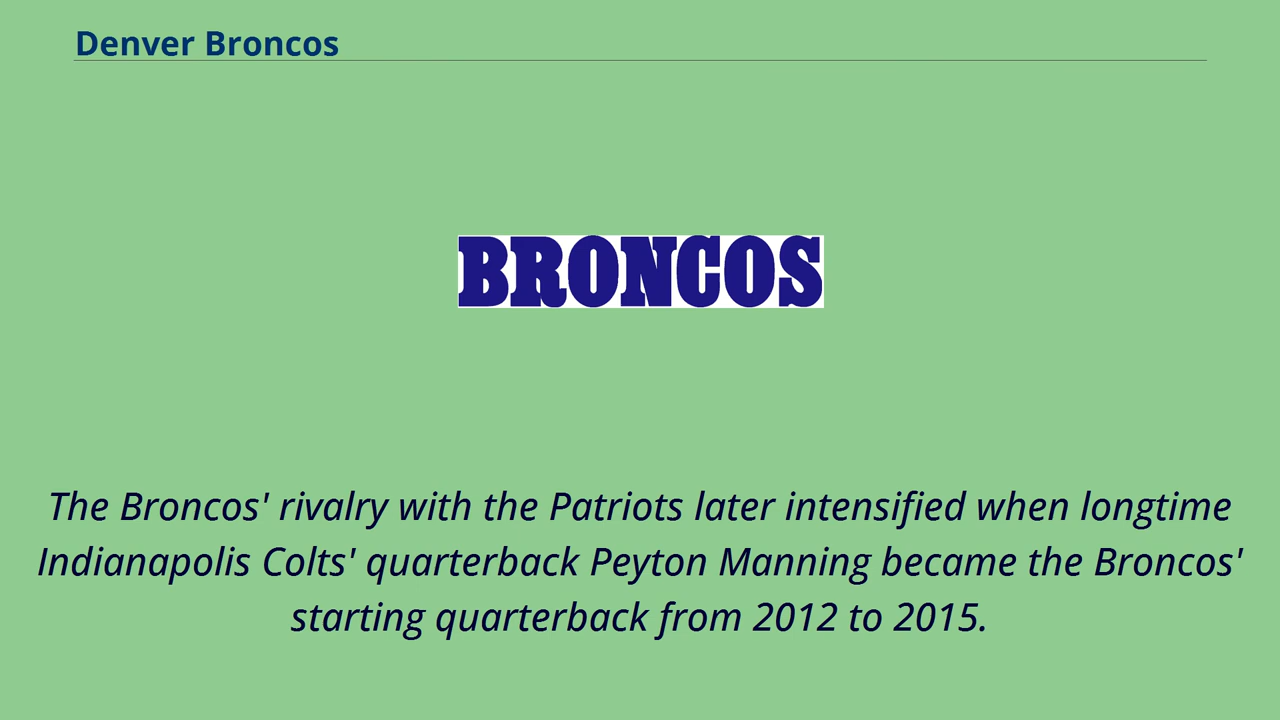 Denver Broncos
BRONCOS
The Broncos' rivalry with the Patriots later intensified when longtime
Indianapolis Colts' quarterback Peyton Manning became the Broncos'
starting quarterback from 2012 to 2015.